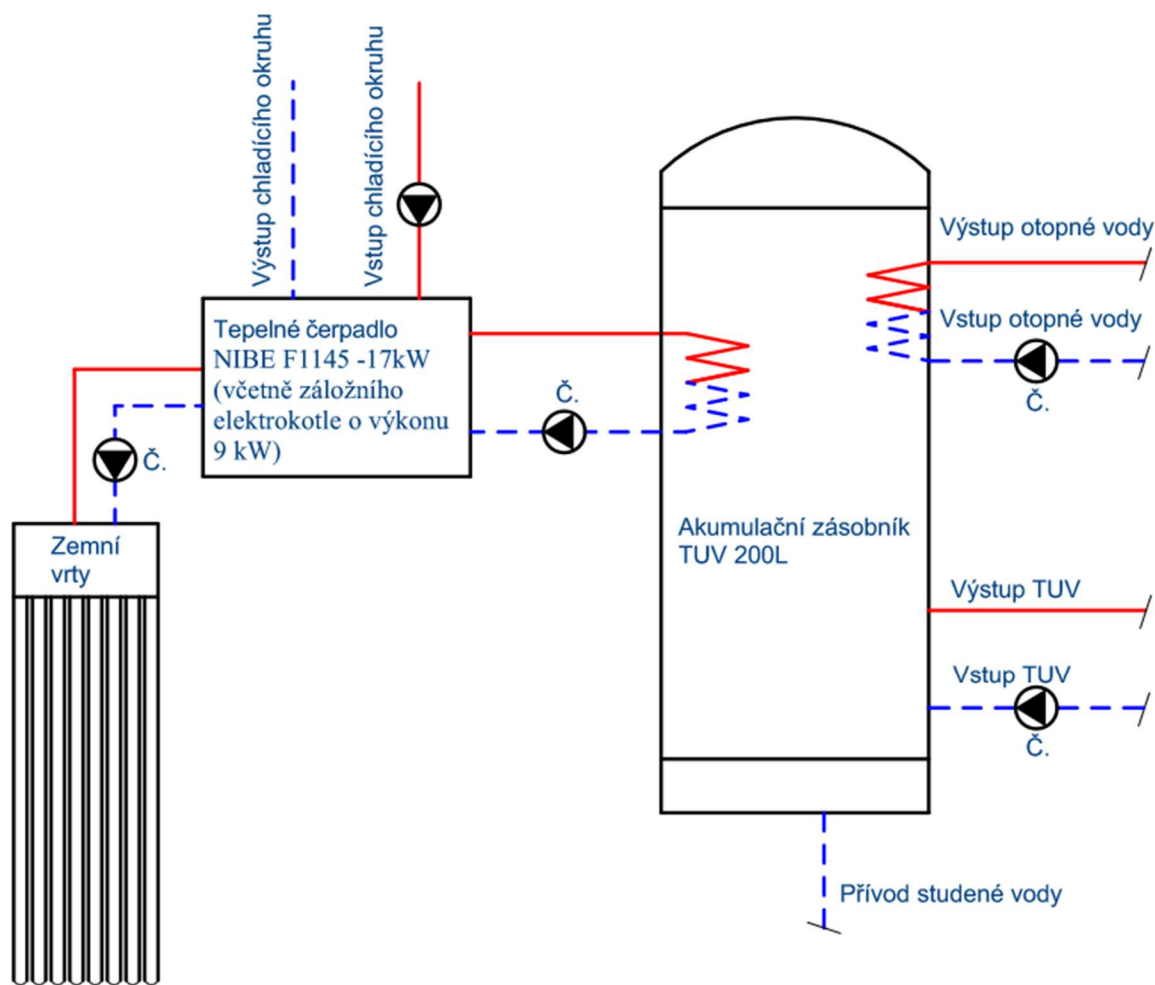 Výstup chladícího okruhu
Vstup chladícího okruhu
Tepelné čerpadlo
NIBE F1145 -17kW
(včetně záložního
elektrokotle o výkonu
9 kW)
Č.
Č.
Zemní
vrty
Výstup otopné vody
Vstup otopné vody
Č.
Akumulační zásobník
TUV 200L
Výstup TUV
Vstup TUV
Č.
Přívod studené vody